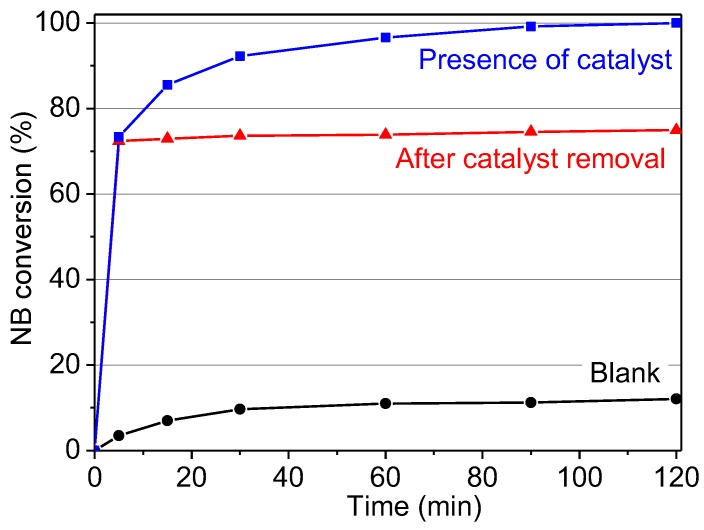 100
80
60
40
20
0
NB conversion (%)
Presence of catalyst
After catalyst removal
Blank
0 20 40 60 80 100 120
Time (min)